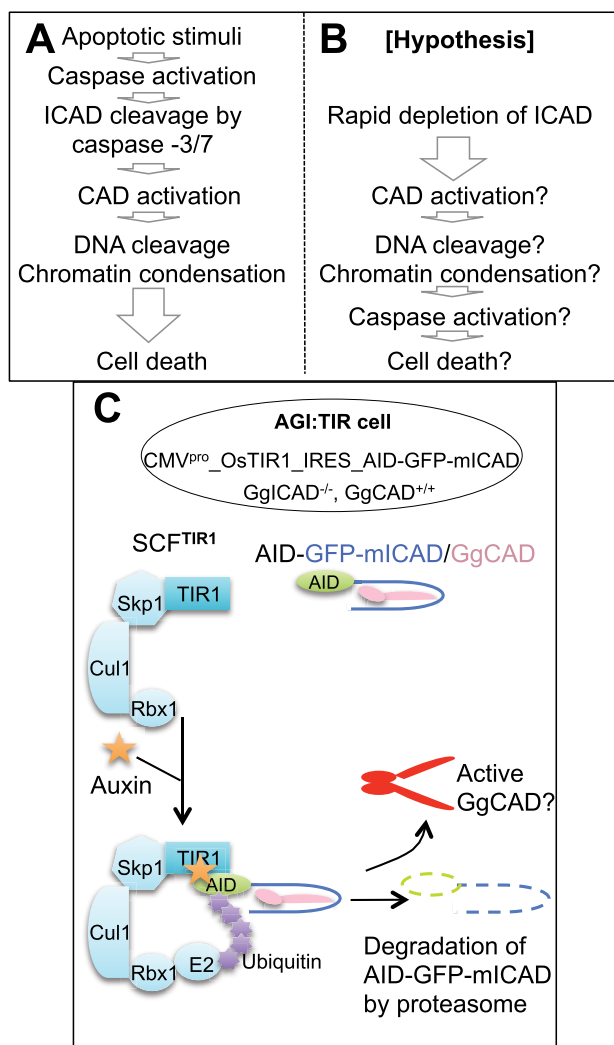 A
Apoptotic stimuli
Caspase activation
ICAD cleavage by
caspase -3/7
CAD activation
DNA cleavage
Chromatin condensation
Cell death
B
[Hypothesis]
Rapid depletion of ICAD
CAD activation?
DNA cleavage?
Chromatin condensation?
Caspase activation?
Cell death?
C
AGI:TIR cell
CMVᵖʳᵒ_OsTIR1_IRES_AID-GFP-mICAD
GgICAD⁻/⁻, GgCAD⁺/⁺
SCFᵀᴵᴿ¹
AID-GFP-mICAD/GgCAD
AID
Skp1
TIR1
Cul1
Rbx1
Auxin
Active
GgCAD?
TIR1
Skp1
AID
Cul1
Rbx1
E2
Ubiquitin
Degradation of
AID-GFP-mICAD
by proteasome